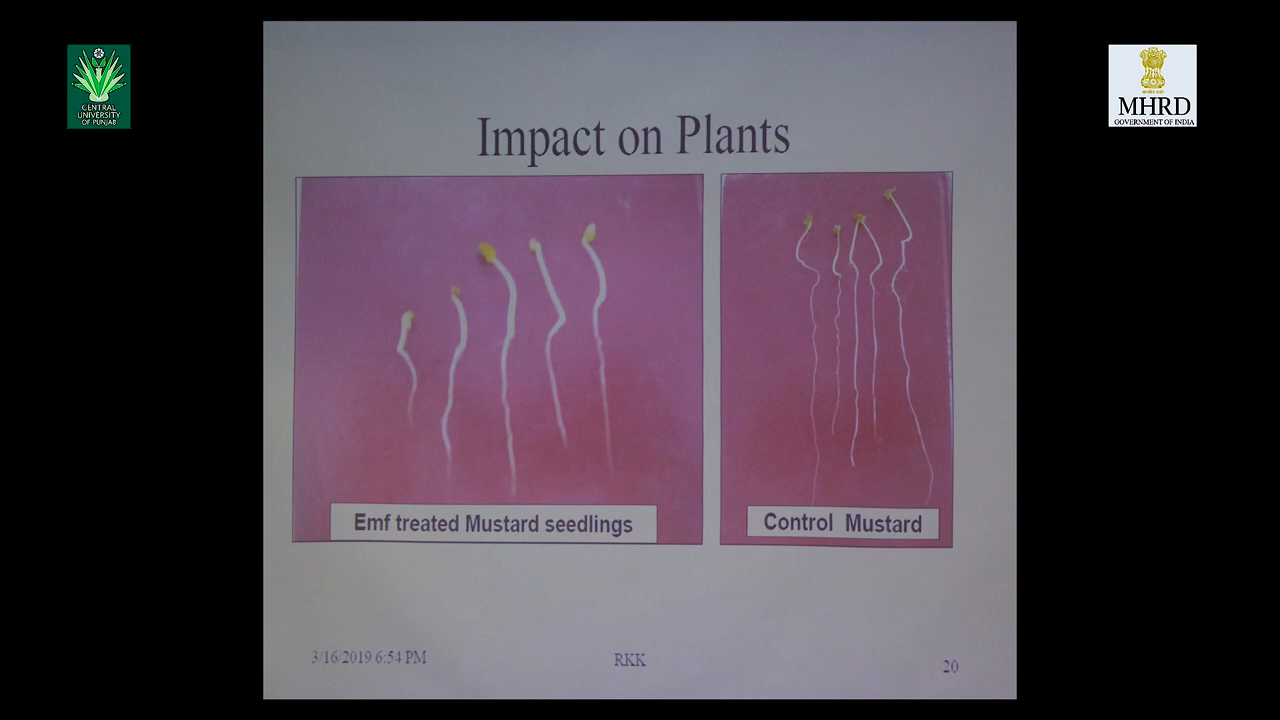 CENTRAL
UNIVERSITY
OF PUNJAB
MHRD
GOVERNMENT OF INDIA
Impact on Plants
Emf treated Mustard seedlings
Control Mustard
3/16/2019 6:54 PM
RKK
20